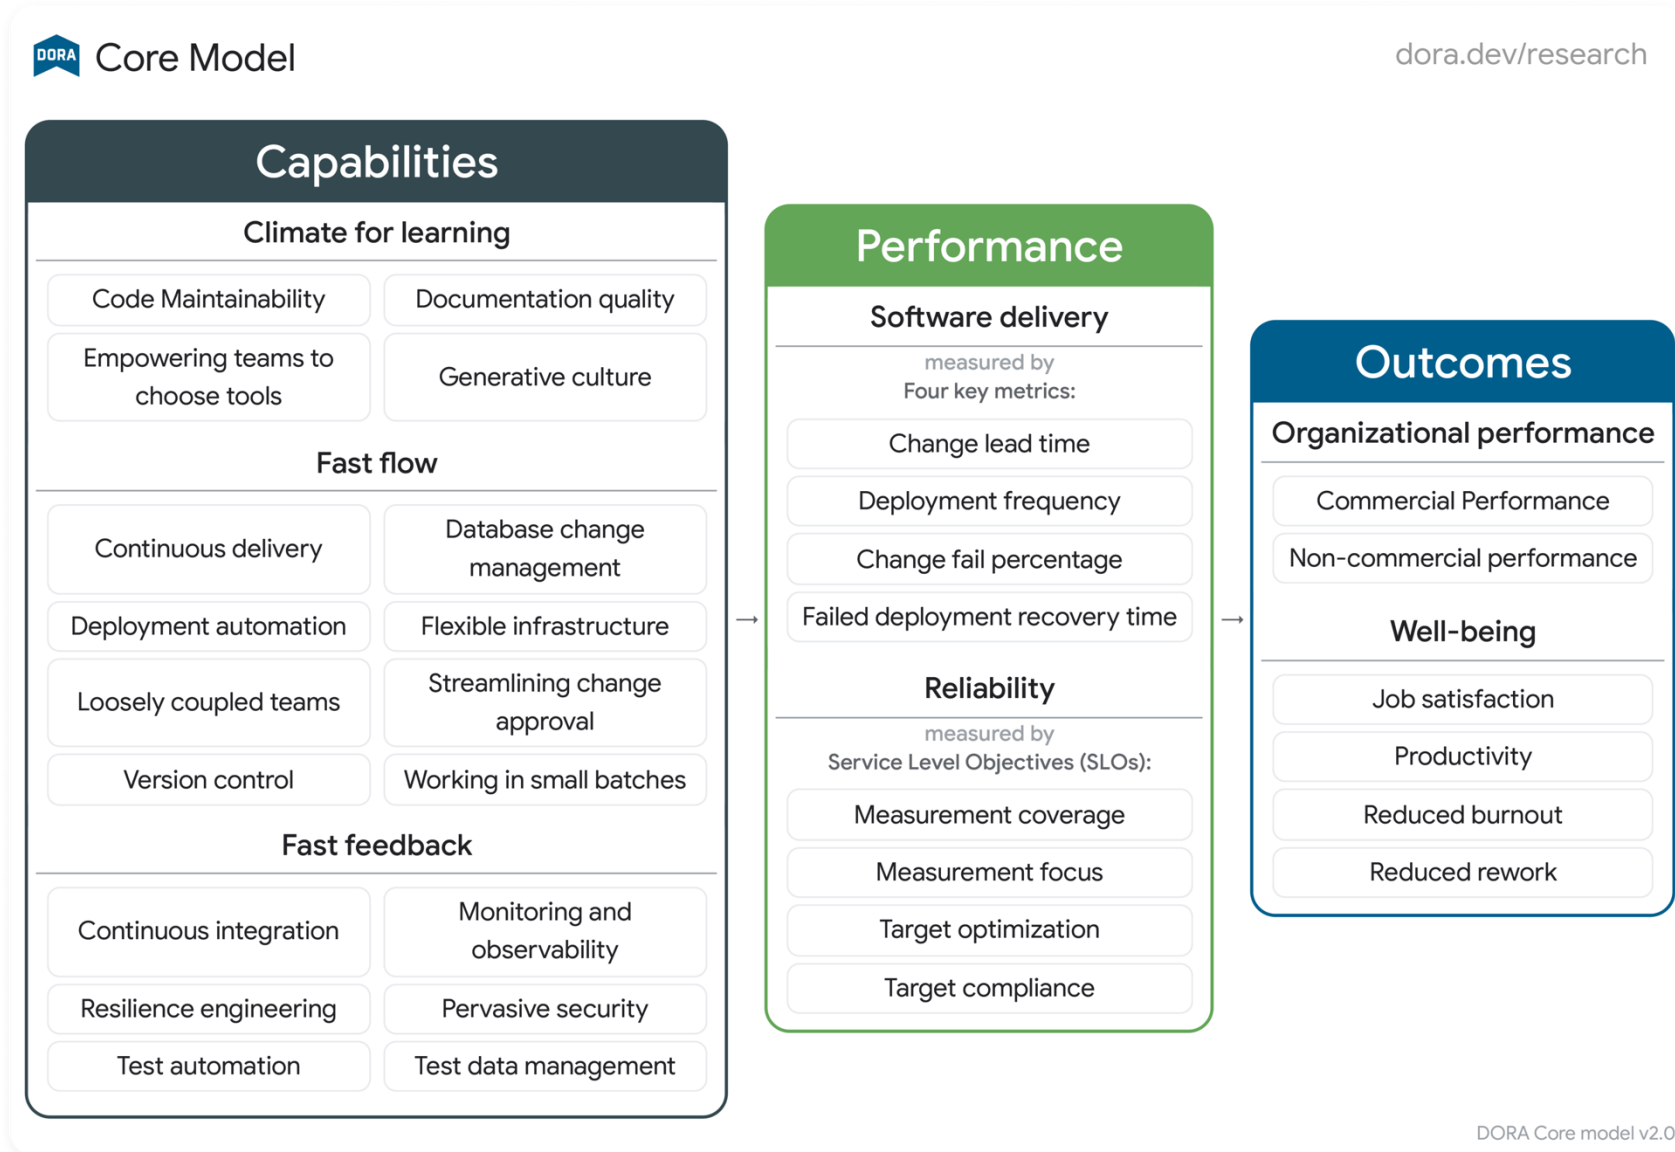 DORA
Core Model
dora.dev/research
Capabilities
Climate for learning
Code Maintainability
Documentation quality
Empowering teams to
choose tools
Generative culture
Fast flow
Continuous delivery
Database change
management
Deployment automation
Flexible infrastructure
Loosely coupled teams
Streamlining change
approval
Version control
Working in small batches
Fast feedback
Continuous integration
Monitoring and
observability
Resilience engineering
Pervasive security
Test automation
Test data management
Performance
Software delivery
measured by
Four key metrics:
Change lead time
Deployment frequency
Change fail percentage
Failed deployment recovery time
Reliability
measured by
Service Level Objectives (SLOs):
Measurement coverage
Measurement focus
Target optimization
Target compliance
Outcomes
Organizational performance
Commercial Performance
Non-commercial performance
Well-being
Job satisfaction
Productivity
Reduced burnout
Reduced rework
DORA Core model v2.0